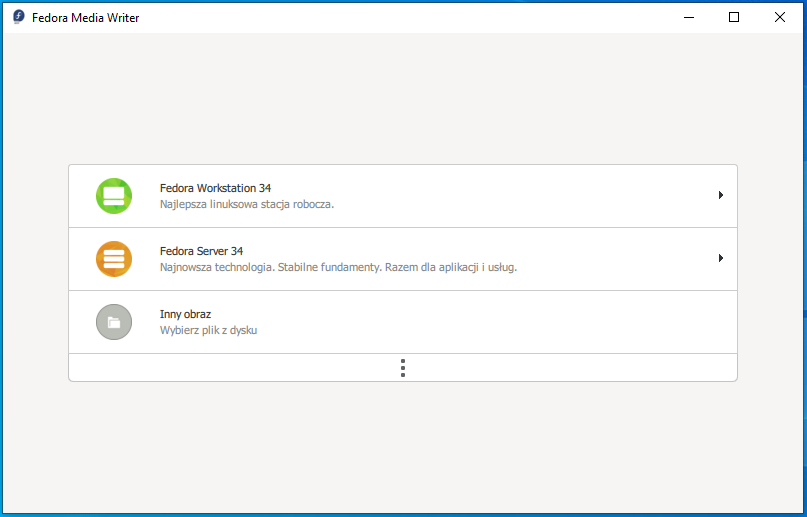 Fedora Media Writer
Fedora Workstation 34
Najlepsza linuksowa stacja robocza.
Fedora Server 34
Najnowsza technologia. Stabilne fundamenty. Razem dla aplikacji i usług.
Inny obraz
Wybierz plik z dysku